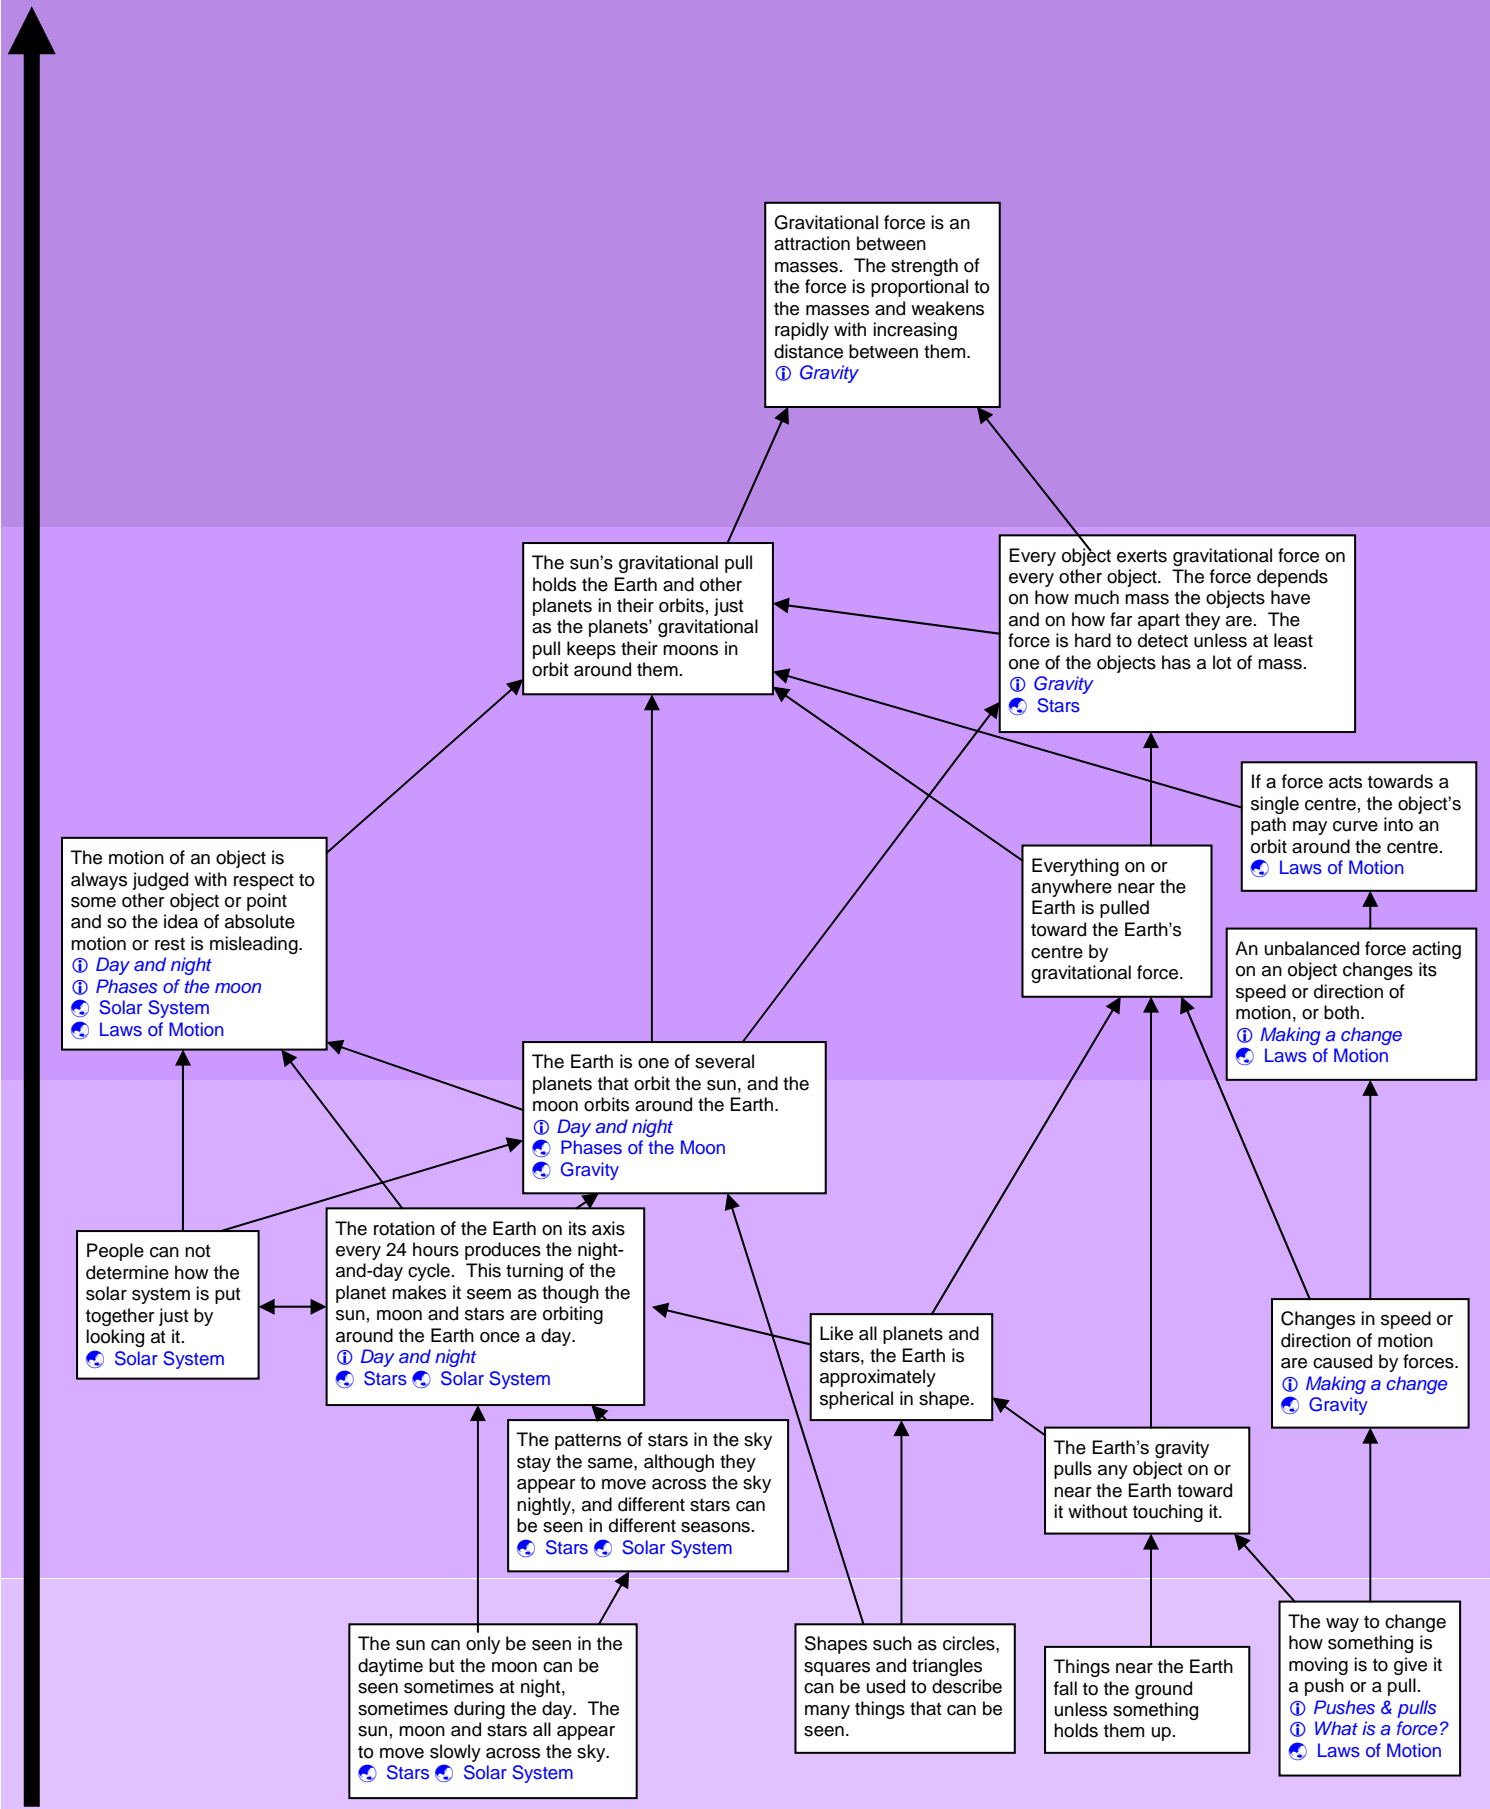 Gravitational force is an
attraction between
masses.  The strength of
the force is proportional to
the masses and weakens
rapidly with increasing
distance between them.
Gravity
The sun’s gravitational pull
holds the Earth and other
planets in their orbits, just
as the planets’ gravitational
pull keeps their moons in
orbit around them.
Every object exerts gravitational force on
every other object.  The force depends
on how much mass the objects have
and on how far apart they are.  The
force is hard to detect unless at least
one of the objects has a lot of mass.
Gravity
Stars
If a force acts towards a
single centre, the object’s
path may curve into an
orbit around the centre.
Laws of Motion
The motion of an object is
always judged with respect to
some other object or point
and so the idea of absolute
motion or rest is misleading.
Day and night
Phases of the moon
Solar System
Laws of Motion
Everything on or
anywhere near the
Earth is pulled
toward the Earth’s
centre by
gravitational force.
An unbalanced force acting
on an object changes its
speed or direction of
motion, or both.
Making a change
Laws of Motion
The Earth is one of several
planets that orbit the sun, and the
moon orbits around the Earth.
Day and night
Phases of the Moon
Gravity
People can not
determine how the
solar system is put
together just by
looking at it.
Solar System
The rotation of the Earth on its axis
every 24 hours produces the night-
and-day cycle.  This turning of the
planet makes it seem as though the
sun, moon and stars are orbiting
around the Earth once a day.
Day and night
Stars Solar System
Like all planets and
stars, the Earth is
approximately
spherical in shape.
Changes in speed or
direction of motion
are caused by forces.
Making a change
Gravity
The patterns of stars in the sky
stay the same, although they
appear to move across the sky
nightly, and different stars can
be seen in different seasons.
Stars Solar System
The Earth’s gravity
pulls any object on or
near the Earth toward
it without touching it.
The sun can only be seen in the
daytime but the moon can be
seen sometimes at night,
sometimes during the day.  The
sun, moon and stars all appear
to move slowly across the sky.
Stars Solar System
Shapes such as circles,
squares and triangles
can be used to describe
many things that can be
seen.
Things near the Earth
fall to the ground
unless something
holds them up.
The way to change
how something is
moving is to give it
a push or a pull.
Pushes & pulls
What is a force?
Laws of Motion